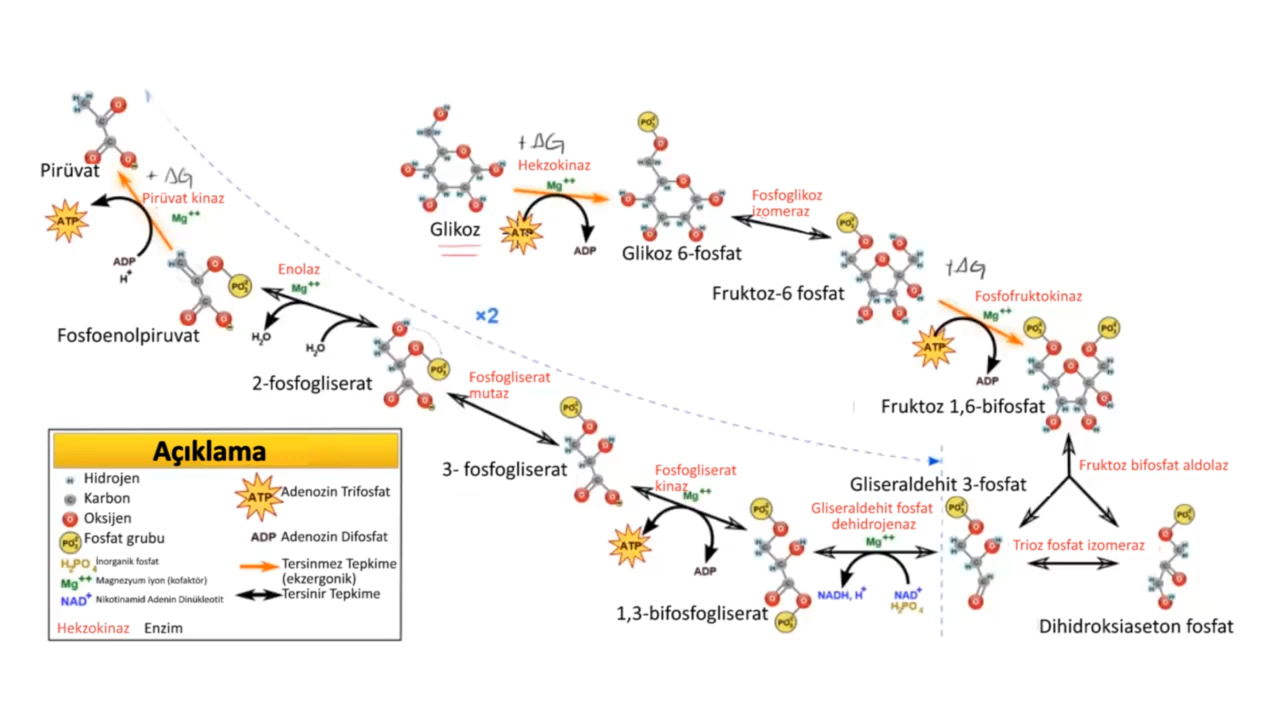 Pirüvat
+ ΔG
Pirüvat kinaz
Mg++
ATP
ADP
H+
Fosfoenolpiruvat
Enolaz
Mg++
H₂O
H₂O
2-fosfogliserat
Fosfogliserat
mutaz
3- fosfogliserat
Fosfogliserat
kinaz
Mg++
ATP
ADP
1,3-bifosfogliserat
Gliseraldehit fosfat
dehidrojenaz
Mg++
NADH, H+
NAD+
H₂PO₄
Gliseraldehit 3-fosfat
Trioz fosfat izomeraz
Dihidroksiaseton fosfat
Fruktoz bifosfat aldolaz
Fruktoz 1,6-bifosfat
+ΔG
Fosfofruktokinaz
Mg++
ATP
ADP
Fruktoz-6 fosfat
Fosfoglikoz
izomeraz
Glikoz 6-fosfat
+ ΔG
Hekzokinaz
Mg++
ATP
ADP
Glikoz
×2
Açıklama
H Hidrojen
C Karbon
O Oksijen
Fosfat grubu
H₂PO₄ İnorganik fosfat
Mg++ Magnezyum iyon (kofaktör)
NAD+ Nikotinamid Adenin Dinükleotit
Hekzokinaz Enzim
ATP Adenozin Trifosfat
ADP Adenozin Difosfat
Tersinmez Tepkime
(ekzergonik)
Tersinir Tepkime